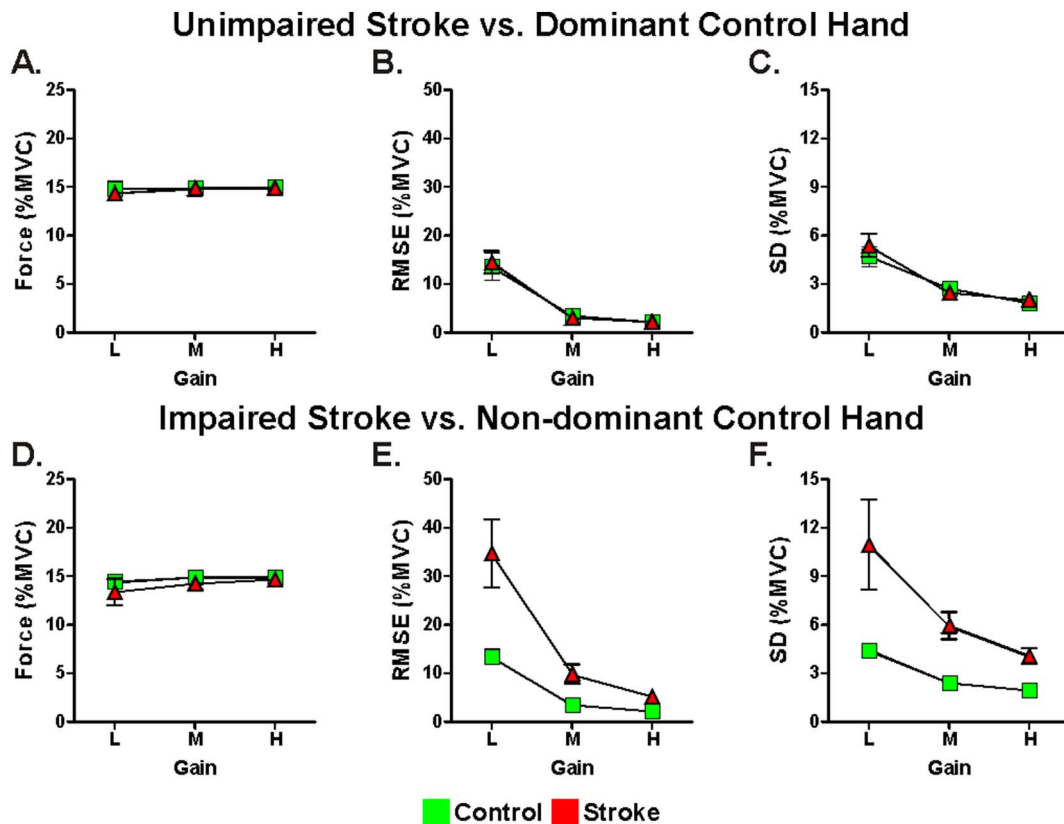 Unimpaired Stroke vs. Dominant Control Hand
A. B. C.
25 50 15
20 40 12
15 30 9
10 20 6
5 10 3
0 0 0
Force (%MVC) RMSE (%MVC) SD (%MVC)
L M H L M H L M H
Gain Gain Gain
Impaired Stroke vs. Non-dominant Control Hand
D. E. F.
25 50 15
20 40 12
15 30 9
10 20 6
5 10 3
0 0 0
Force (%MVC) RMSE (%MVC) SD (%MVC)
L M H L M H L M H
Gain Gain Gain
Control Stroke